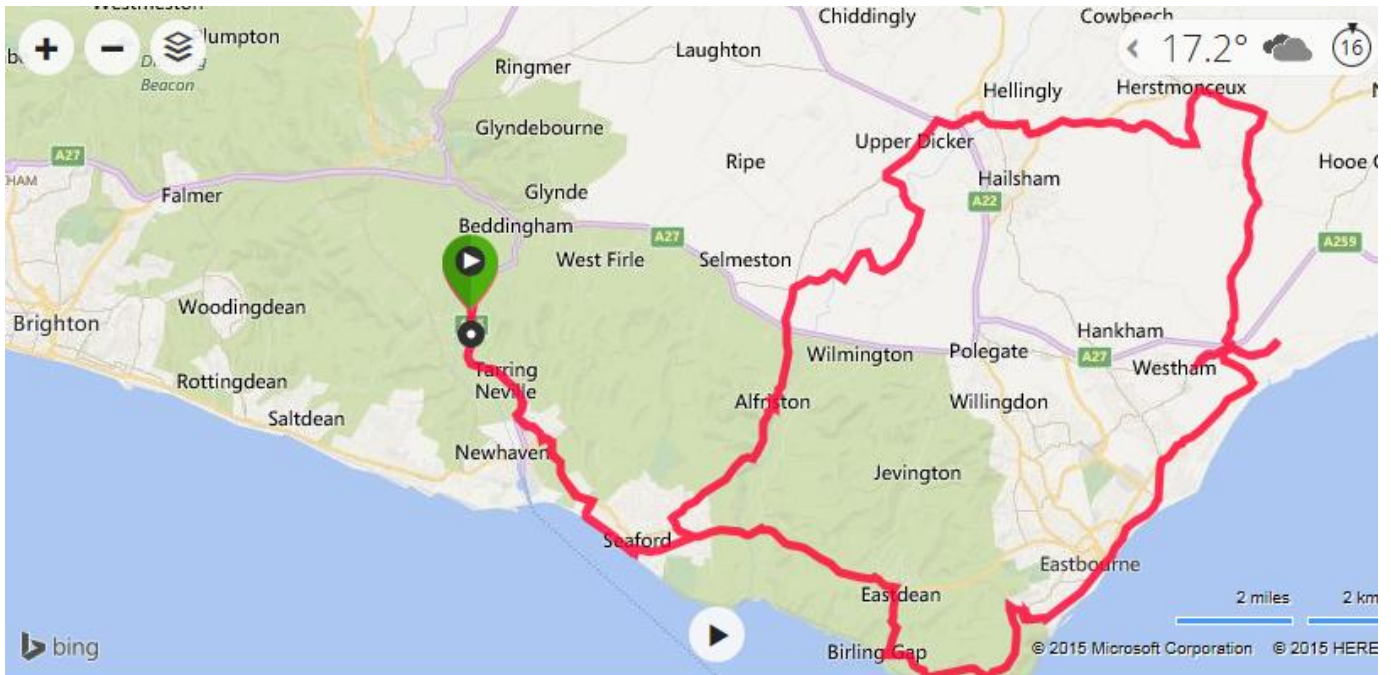 Chiddingly
Cowbeech
Plumpton
Laughton
17.2°
16
Ringmer
Beacon
Hellingly
Herstmonceux
Glyndebourne
Upper Dicker
A27
Ripe
Hooe
HAM
Falmer
Glynde
Hailsham
A22
Beddingham
A27
A259
West Firle
Selmeston
Woodingdean
Brighton
Hankham
Wilmington
Polegate
A27
Westham
Tarring
Neville
Rottingdean
Alfriston
Willingdon
Saltdean
Newhaven
Jevington
Seaford
Eastbourne
Eastdean
2 miles
2 km
bing
Birling Gap
© 2015 Microsoft Corporation
© 2015 HERE